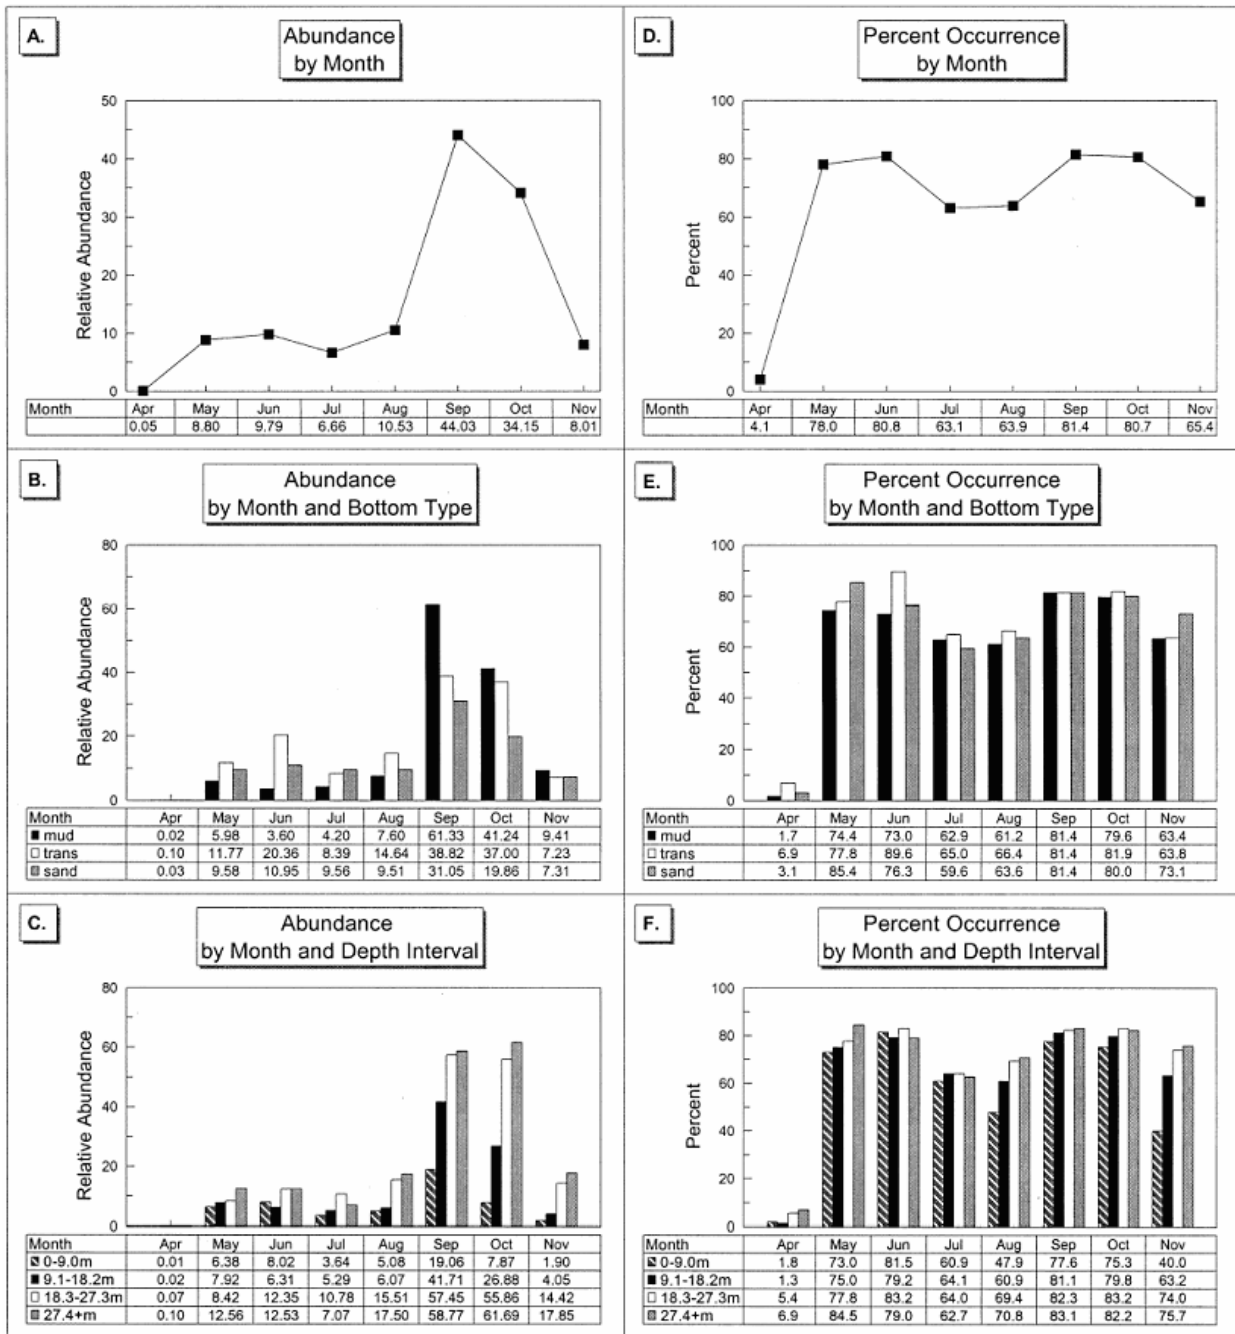 A.
Abundance
by Month
50
40
30
20
10
0
Relative Abundance
Month Apr May Jun Jul Aug Sep Oct Nov
0.05 8.80 9.79 6.66 10.53 44.03 34.15 8.01
D.
Percent Occurrence
by Month
100
80
60
40
20
0
Percent
Month Apr May Jun Jul Aug Sep Oct Nov
4.1 78.0 80.8 63.1 63.9 81.4 80.7 65.4
B.
Abundance
by Month and Bottom Type
80
60
40
20
0
Relative Abundance
Month Apr May Jun Jul Aug Sep Oct Nov
mud 0.02 5.98 3.60 4.20 7.60 61.33 41.24 9.41
trans 0.10 11.77 20.36 8.39 14.64 38.82 37.00 7.23
sand 0.03 9.58 10.95 9.56 9.51 31.05 19.86 7.31
E.
Percent Occurrence
by Month and Bottom Type
100
80
60
40
20
0
Percent
Month Apr May Jun Jul Aug Sep Oct Nov
mud 1.7 74.4 73.0 62.9 61.2 81.4 79.6 63.4
trans 6.9 77.8 89.6 65.0 66.4 81.4 81.9 63.8
sand 3.1 85.4 76.3 59.6 63.6 81.4 80.0 73.1
C.
Abundance
by Month and Depth Interval
80
60
40
20
0
Relative Abundance
Month Apr May Jun Jul Aug Sep Oct Nov
0-9.0m 0.01 6.38 8.02 3.64 5.08 19.06 7.87 1.90
9.1-18.2m 0.02 7.92 6.31 5.29 6.07 41.71 26.88 4.05
18.3-27.3m 0.07 8.42 12.35 10.78 15.51 57.45 55.86 14.42
27.4+m 0.10 12.56 12.53 7.07 17.50 58.77 61.69 17.85
F.
Percent Occurrence
by Month and Depth Interval
100
80
60
40
20
0
Percent
Month Apr May Jun Jul Aug Sep Oct Nov
0-9.0m 1.8 73.0 81.5 60.9 47.9 77.6 75.3 40.0
9.1-18.2m 1.3 75.0 79.2 64.1 60.9 81.1 79.8 63.2
18.3-27.3m 5.4 77.8 83.2 64.0 69.4 82.3 83.2 74.0
27.4+m 6.9 84.5 79.0 62.7 70.8 83.1 82.2 75.7